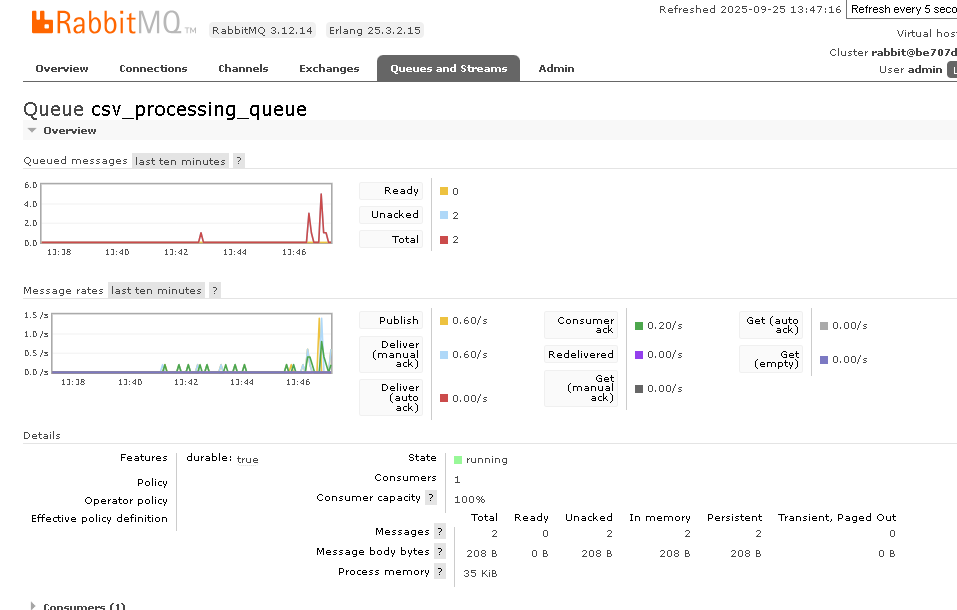 Refreshed 2025-09-25 13:47:16 Refresh every 5 seco
RabbitMQ TM RabbitMQ 3.12.14 Erlang 25.3.2.15
Virtual hos
Cluster rabbit@be707d
User admin
Overview Connections Channels Exchanges Queues and Streams Admin
Queue csv_processing_queue
Overview
Queued messages last ten minutes ?
6.0
4.0
2.0
0.0
13:38 13:40 13:42 13:44 13:46
Ready 0
Unacked 2
Total 2
Message rates last ten minutes ?
1.5 /s
1.0 /s
0.5 /s
0.0 /s
13:38 13:40 13:42 13:44 13:46
Publish 0.60/s
Deliver (manual ack) 0.60/s
Deliver (auto ack) 0.00/s
Consumer ack 0.20/s
Redelivered 0.00/s
Get (manual ack) 0.00/s
Get (auto ack) 0.00/s
Get (empty) 0.00/s
Details
Features durable: true
Policy
Operator policy
Effective policy definition
State running
Consumers 1
Consumer capacity ? 100%
Total Ready Unacked In memory Persistent Transient, Paged Out
Messages ? 2 0 2 2 2 0
Message body bytes ? 208 B 0 B 208 B 208 B 208 B 0 B
Process memory ? 35 KiB
Consumers (1)